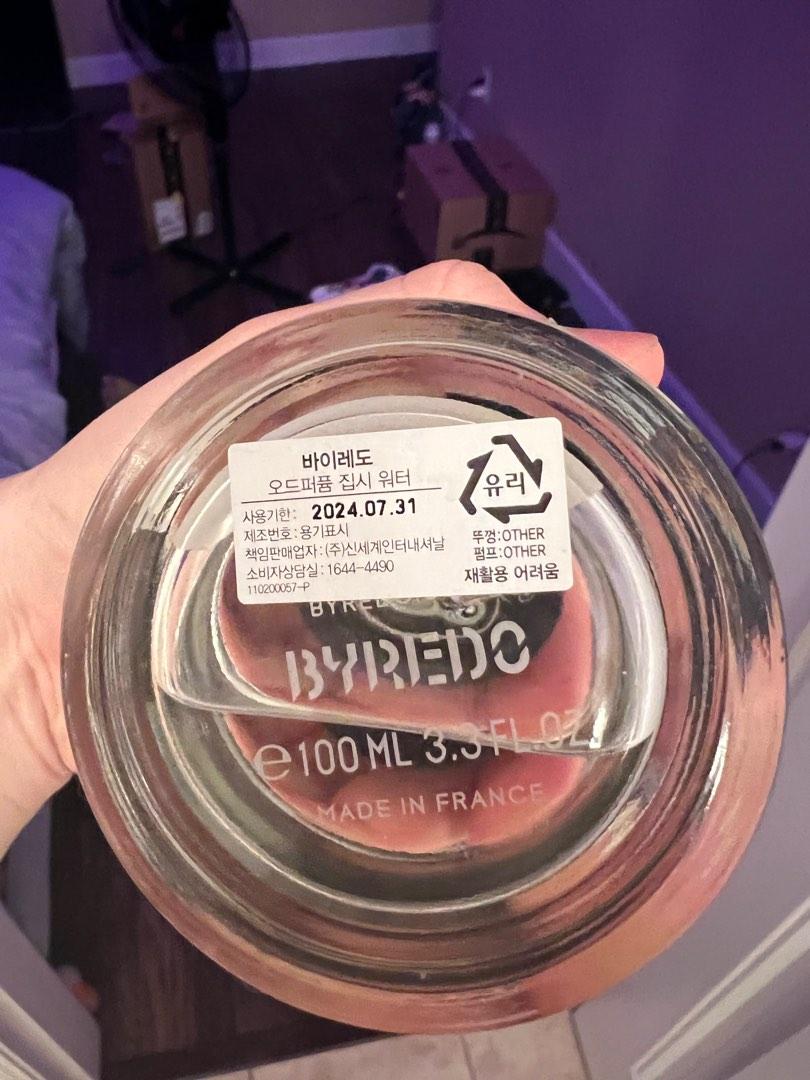 바이레도
오드퍼퓸 집시 워터
사용기한: 2024.07.31
제조번호: 용기표시
책임판매업자: (주)신세계인터내셔날
소비자상담실: 1644-4490
110200057-P
유리
뚜껑:OTHER
펌프:OTHER
재활용 어려움
BYREDO
e100 ML 3.3 FL.OZ.
MADE IN FRANCE